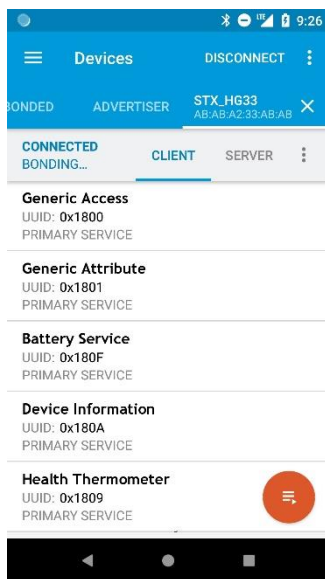 LTE 9:26
Devices DISCONNECT
BONDED ADVERTISER STX_HG33
AB:AB:A2:33:AB:AB
CONNECTED CLIENT SERVER
BONDING...
Generic Access
UUID: 0x1800
PRIMARY SERVICE
Generic Attribute
UUID: 0x1801
PRIMARY SERVICE
Battery Service
UUID: 0x180F
PRIMARY SERVICE
Device Information
UUID: 0x180A
PRIMARY SERVICE
Health Thermometer
UUID: 0x1809
PRIMARY SERVICE